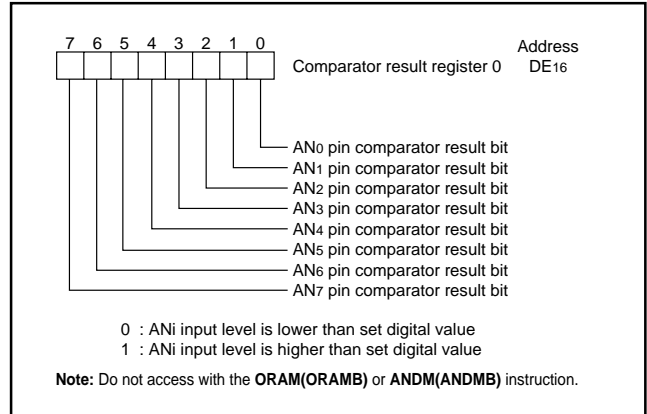 7 6 5 4 3 2 1 0
Address
Comparator result register 0 DE16
AN0 pin comparator result bit
AN1 pin comparator result bit
AN2 pin comparator result bit
AN3 pin comparator result bit
AN4 pin comparator result bit
AN5 pin comparator result bit
AN6 pin comparator result bit
AN7 pin comparator result bit
0 : ANi input level is lower than set digital value
1 : ANi input level is higher than set digital value
Note: Do not access with the ORAM(ORAMB) or ANDM(ANDMB) instruction.